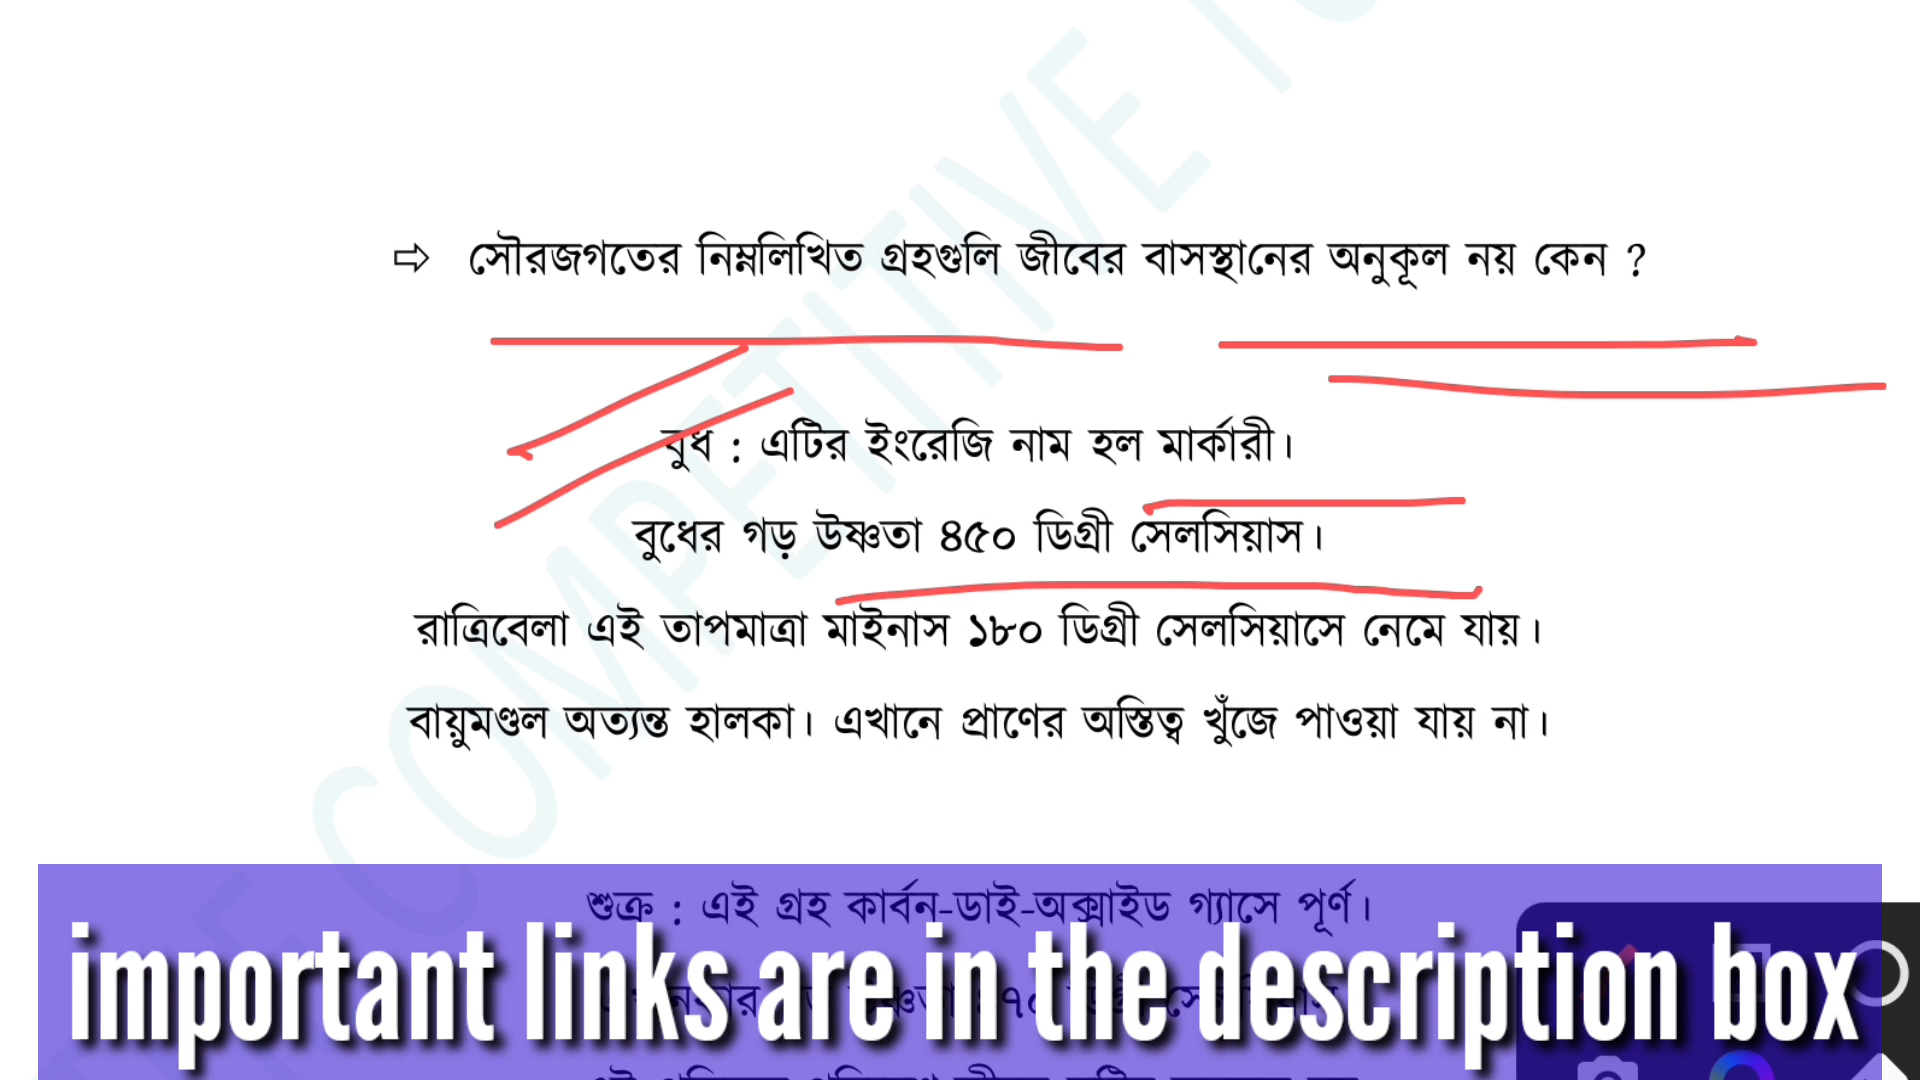 ⇨ সৌরজগতের নিম্নলিখিত গ্রহগুলি জীবের বাসস্থানের অনুকূল নয় কেন ?
বুধ : এটির ইংরেজি নাম হল মার্কারী।
বুধের গড় উষ্ণতা ৪৫০ ডিগ্রী সেলসিয়াস।
রাত্রিবেলা এই তাপমাত্রা মাইনাস ১৮০ ডিগ্রী সেলসিয়াসে নেমে যায়।
বায়ুমণ্ডল অত্যন্ত হালকা। এখানে প্রাণের অস্তিত্ব খুঁজে পাওয়া যায় না।
শুক্র : এই গ্রহ কার্বন-ডাই-অক্সাইড গ্যাসে পূর্ণ।
important links are in the description box
COMPETITIVE